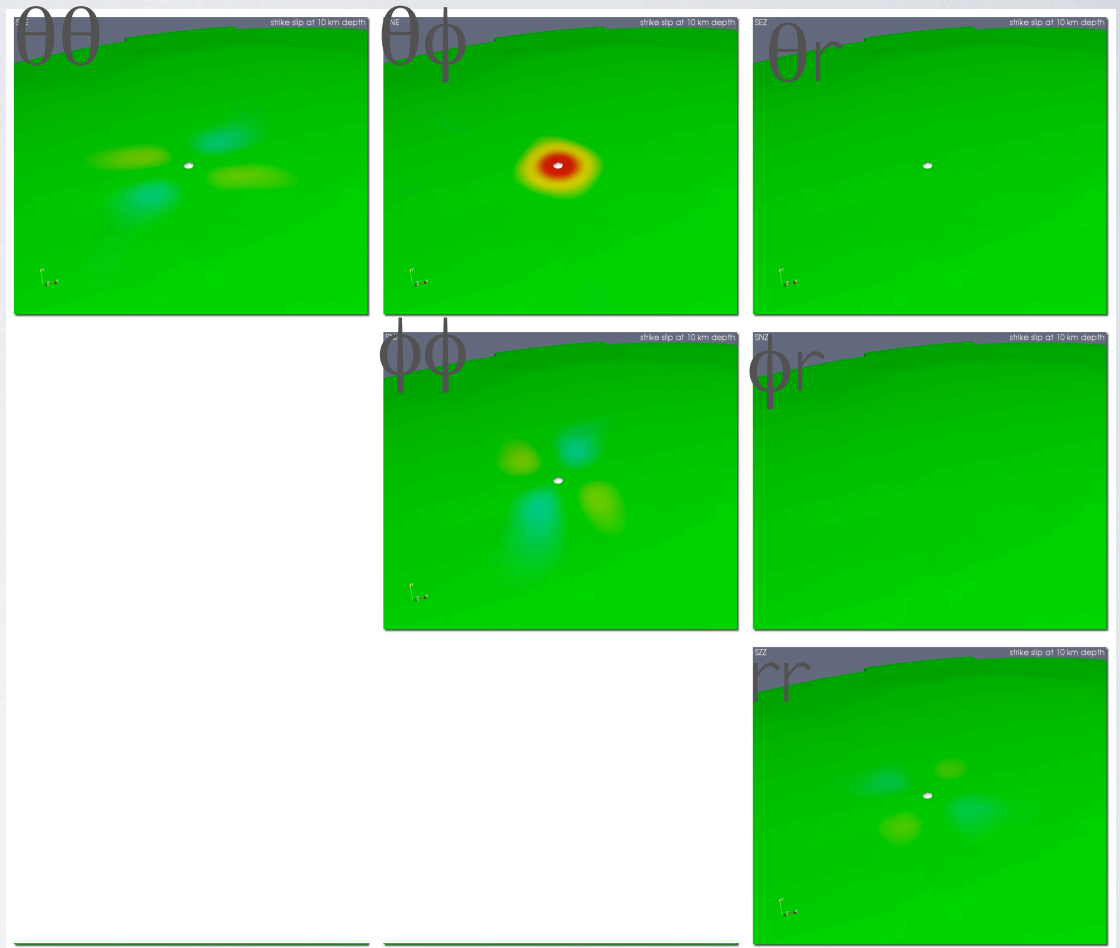 θθ
strike slip at 10 km depth
θϕ
strike slip at 10 km depth
SEZ
θr
strike slip at 10 km depth
ϕϕ
strike slip at 10 km depth
SNZ
ϕr
strike slip at 10 km depth
SZZ
rr
strike slip at 10 km depth